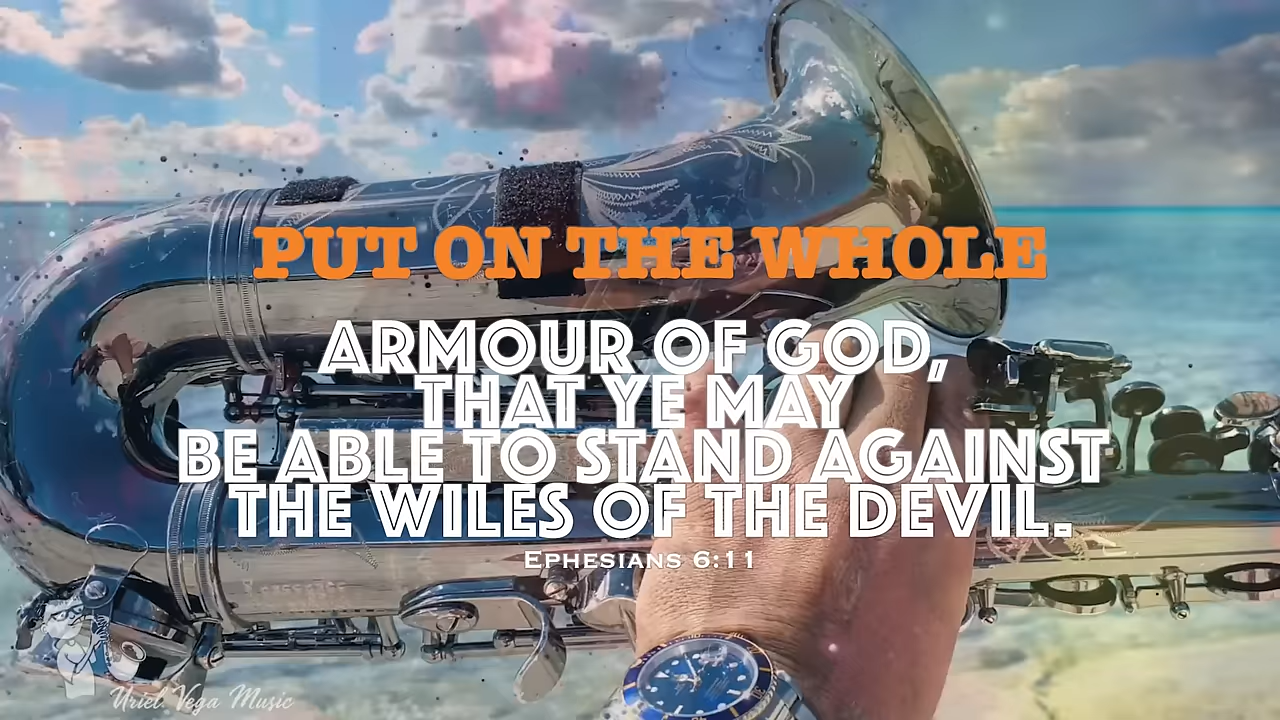 PUT ON THE WHOLE
ARMOUR OF GOD,
THAT YE MAY
BE ABLE TO STAND AGAINST
THE WILES OF THE DEVIL.
EPHESIANS 6:11
Uriel Vega Music